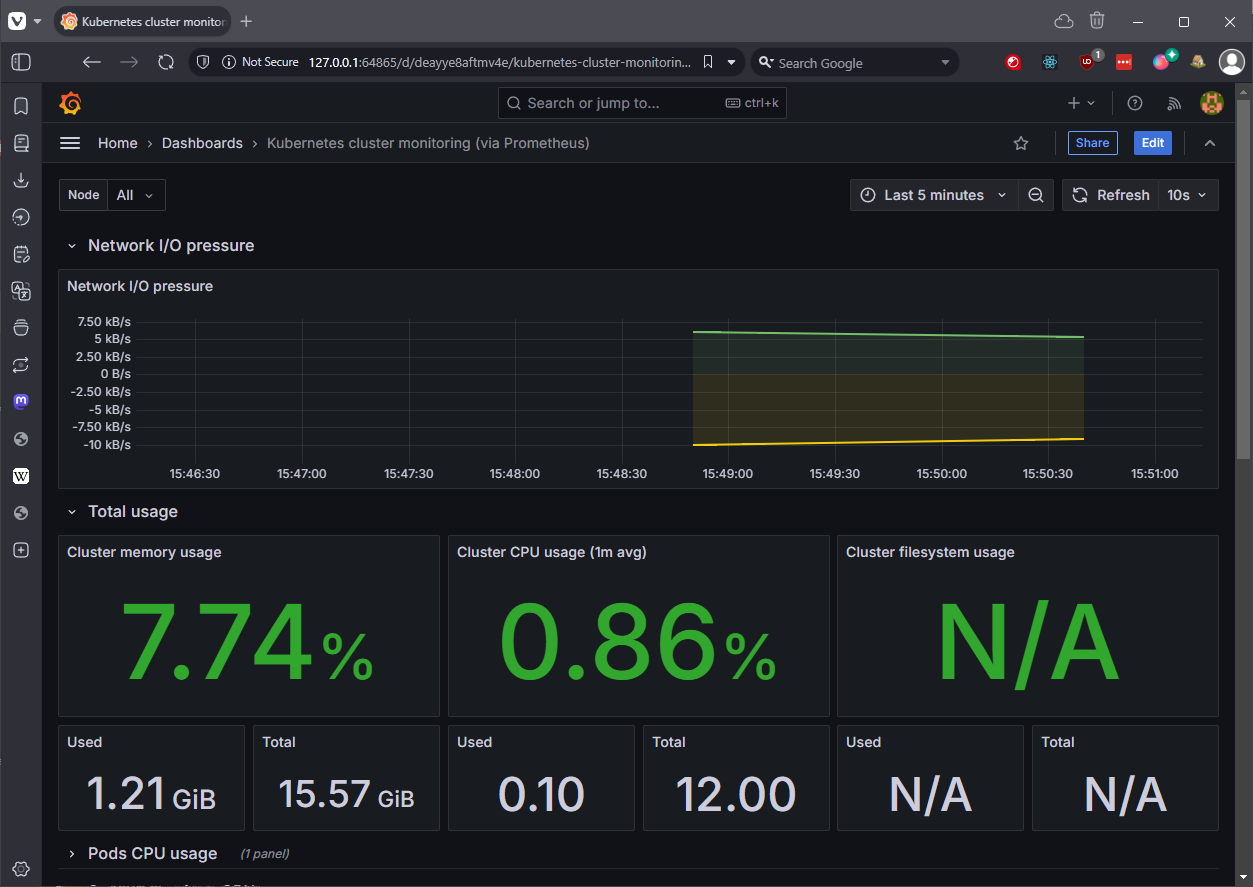 Kubernetes cluster monitor
Not Secure 127.0.0.1:64865/d/deayye8aftmv4e/kubernetes-cluster-monitorin... Search Google
UD 1
Search or jump to... ctrl+k
Home › Dashboards › Kubernetes cluster monitoring (via Prometheus) Share Edit
Node All Last 5 minutes Refresh 10s
Network I/O pressure
Network I/O pressure
7.50 kB/s
5 kB/s
2.50 kB/s
0 B/s
-2.50 kB/s
-5 kB/s
-7.50 kB/s
-10 kB/s
15:46:30 15:47:00 15:47:30 15:48:00 15:48:30 15:49:00 15:49:30 15:50:00 15:50:30 15:51:00
Total usage
Cluster memory usage Cluster CPU usage (1m avg) Cluster filesystem usage
7.74% 0.86% N/A
Used Total Used Total Used Total
1.21 GiB 15.57 GiB 0.10 12.00 N/A N/A
Pods CPU usage (1 panel)